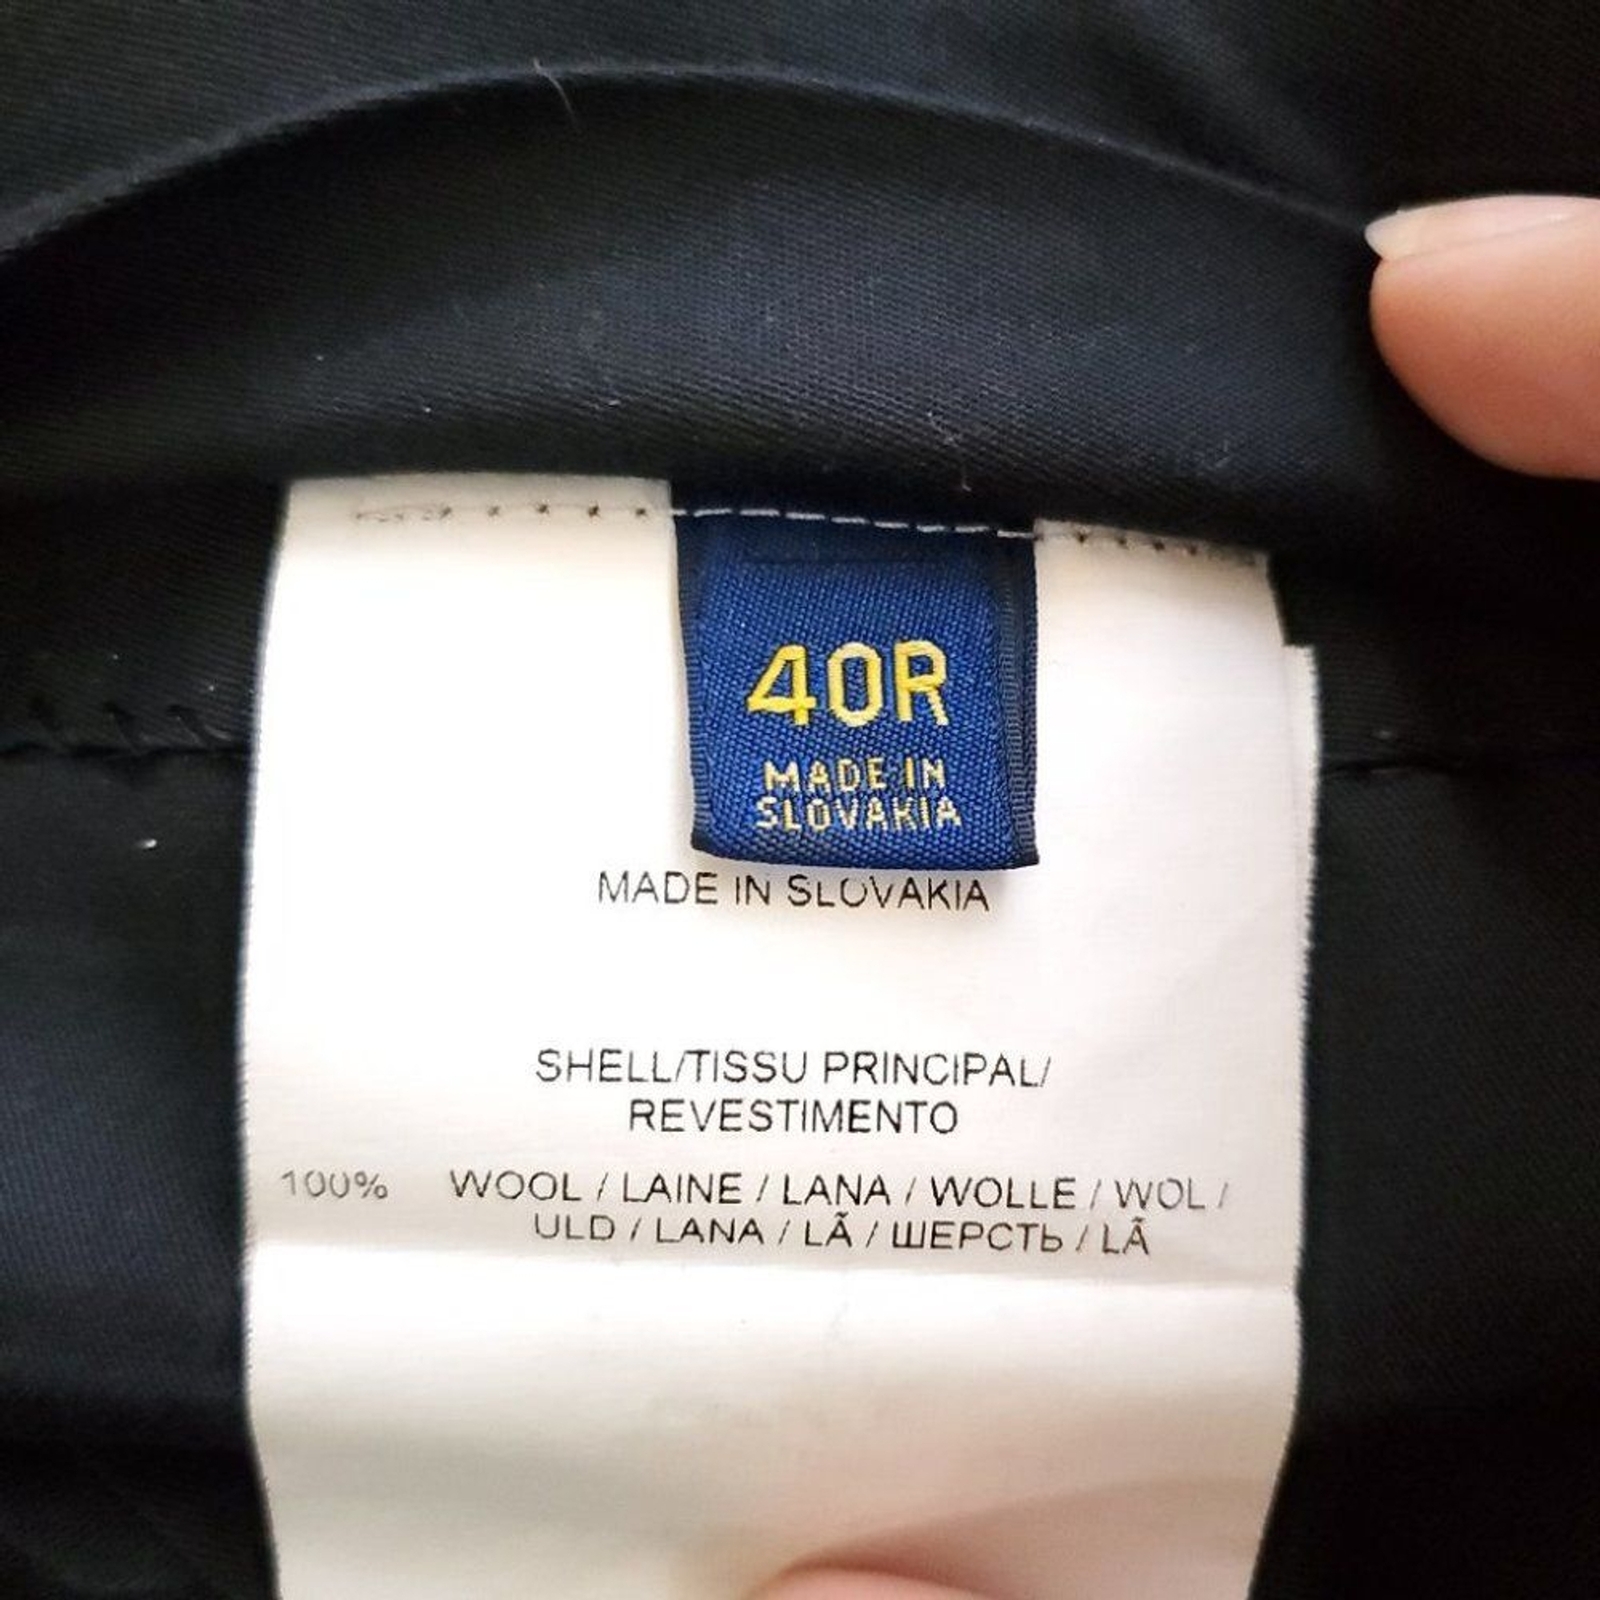 40R
MADE IN
SLOVAKIA
MADE IN SLOVAKIA
SHELL/TISSU PRINCIPAL/
REVESTIMENTO
100% WOOL / LAINE / LANA / WOLLE / WOL /
ULD / LANA / LÃ / ШЕРСТЬ / LÃ